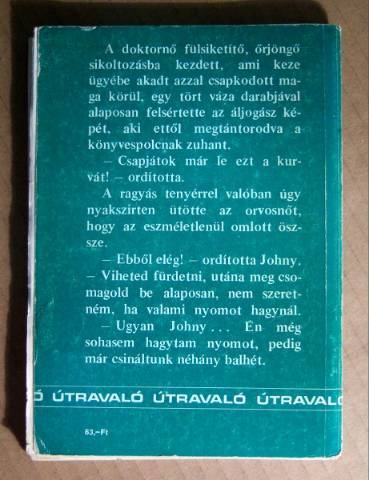 A doktornő fülsiketítő, őrjöngő
sikoltozásba kezdett, ami keze
ügyébe akadt azzal csapkodott ma-
ga körül, egy tört váza darabjával
alaposan felsértette az áljogász ké-
pét, aki ettől megtántorodva a
könyvespolcnak zuhant.
— Csapjátok már le ezt a kur-
vát! — ordította.
A ragyás tenyérrel valóban úgy
nyakszirten ütötte az orvosnőt,
hogy az eszméletlenül omlott ösz-
sze.
— Ebből elég! — ordította Johny.
— Viheted fürdetni, utána meg cso-
magold be alaposan, nem szeret-
ném, ha valami nyomot hagynál.
— Ugyan Johny... Én még
sohasem hagytam nyomot, pedig
már csináltunk néhány balhét.
Ó ÚTRAVALÓ ÚTRAVALÓ ÚTRAVALÓ
63,—Ft